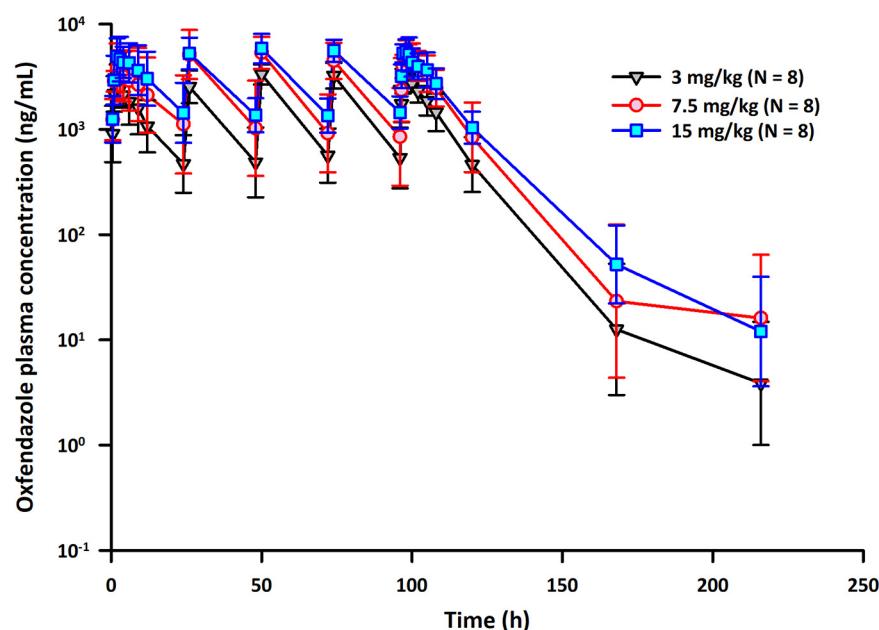 Oxfendazole plasma concentration (ng/mL)
10⁴
10³
10²
10¹
10⁰
10⁻¹
3 mg/kg (N = 8)
7.5 mg/kg (N = 8)
15 mg/kg (N = 8)
0 50 100 150 200 250
Time (h)